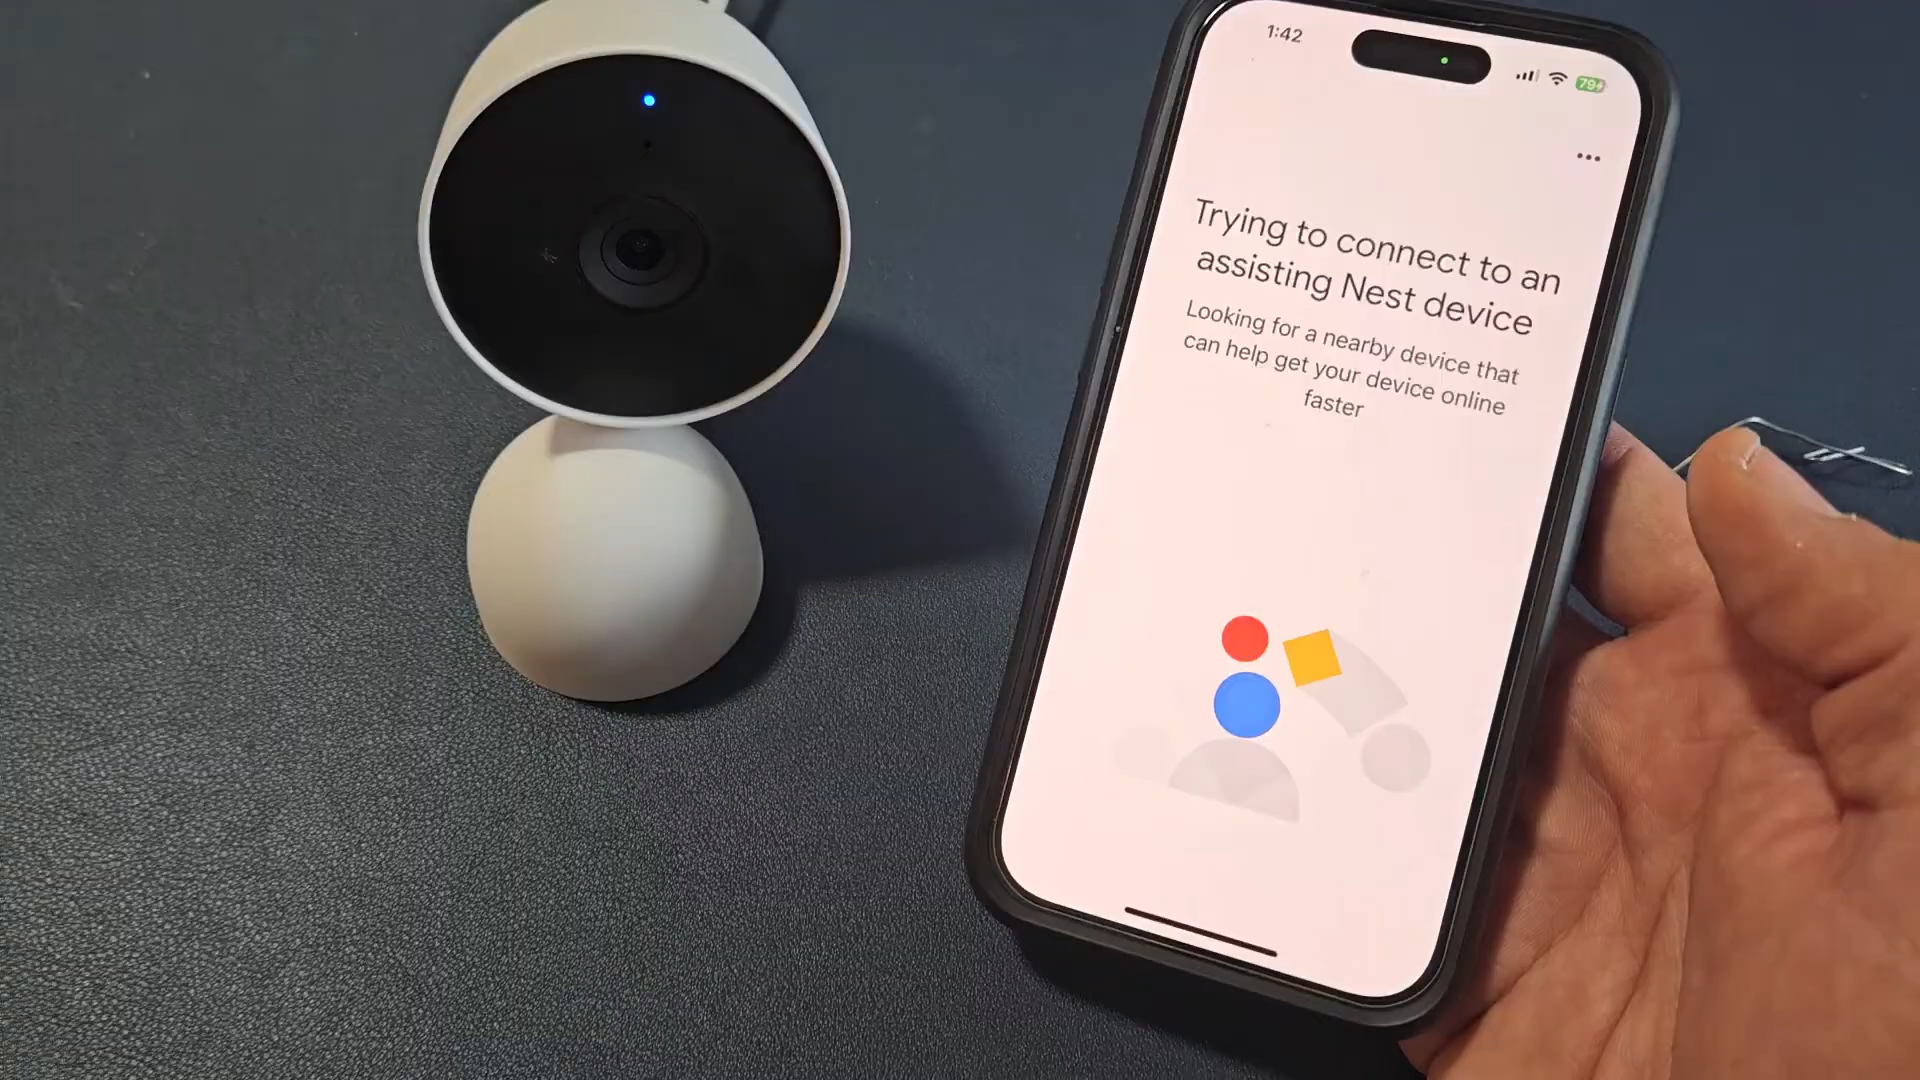 1:42
79
Trying to connect to an
assisting Nest device
Looking for a nearby device that
can help get your device online
faster